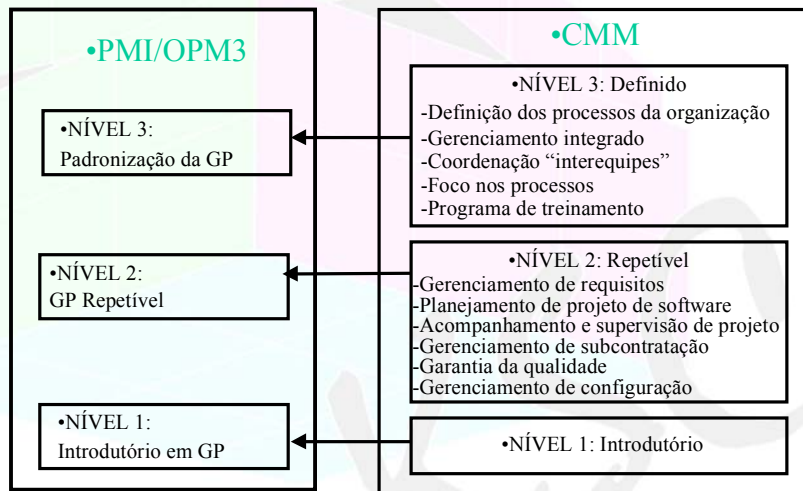 •PMI/OPM3
•NÍVEL 3:
Padronização da GP
•NÍVEL 2:
GP Repetível
•NÍVEL 1:
Introdutório em GP
•CMM
•NÍVEL 3: Definido
-Definição dos processos da organização
-Gerenciamento integrado
-Coordenação “interequipes”
-Foco nos processos
-Programa de treinamento
•NÍVEL 2: Repetível
-Gerenciamento de requisitos
-Planejamento de projeto de software
-Acompanhamento e supervisão de projeto
-Gerenciamento de subcontratação
-Garantia da qualidade
-Gerenciamento de configuração
•NÍVEL 1: Introdutório